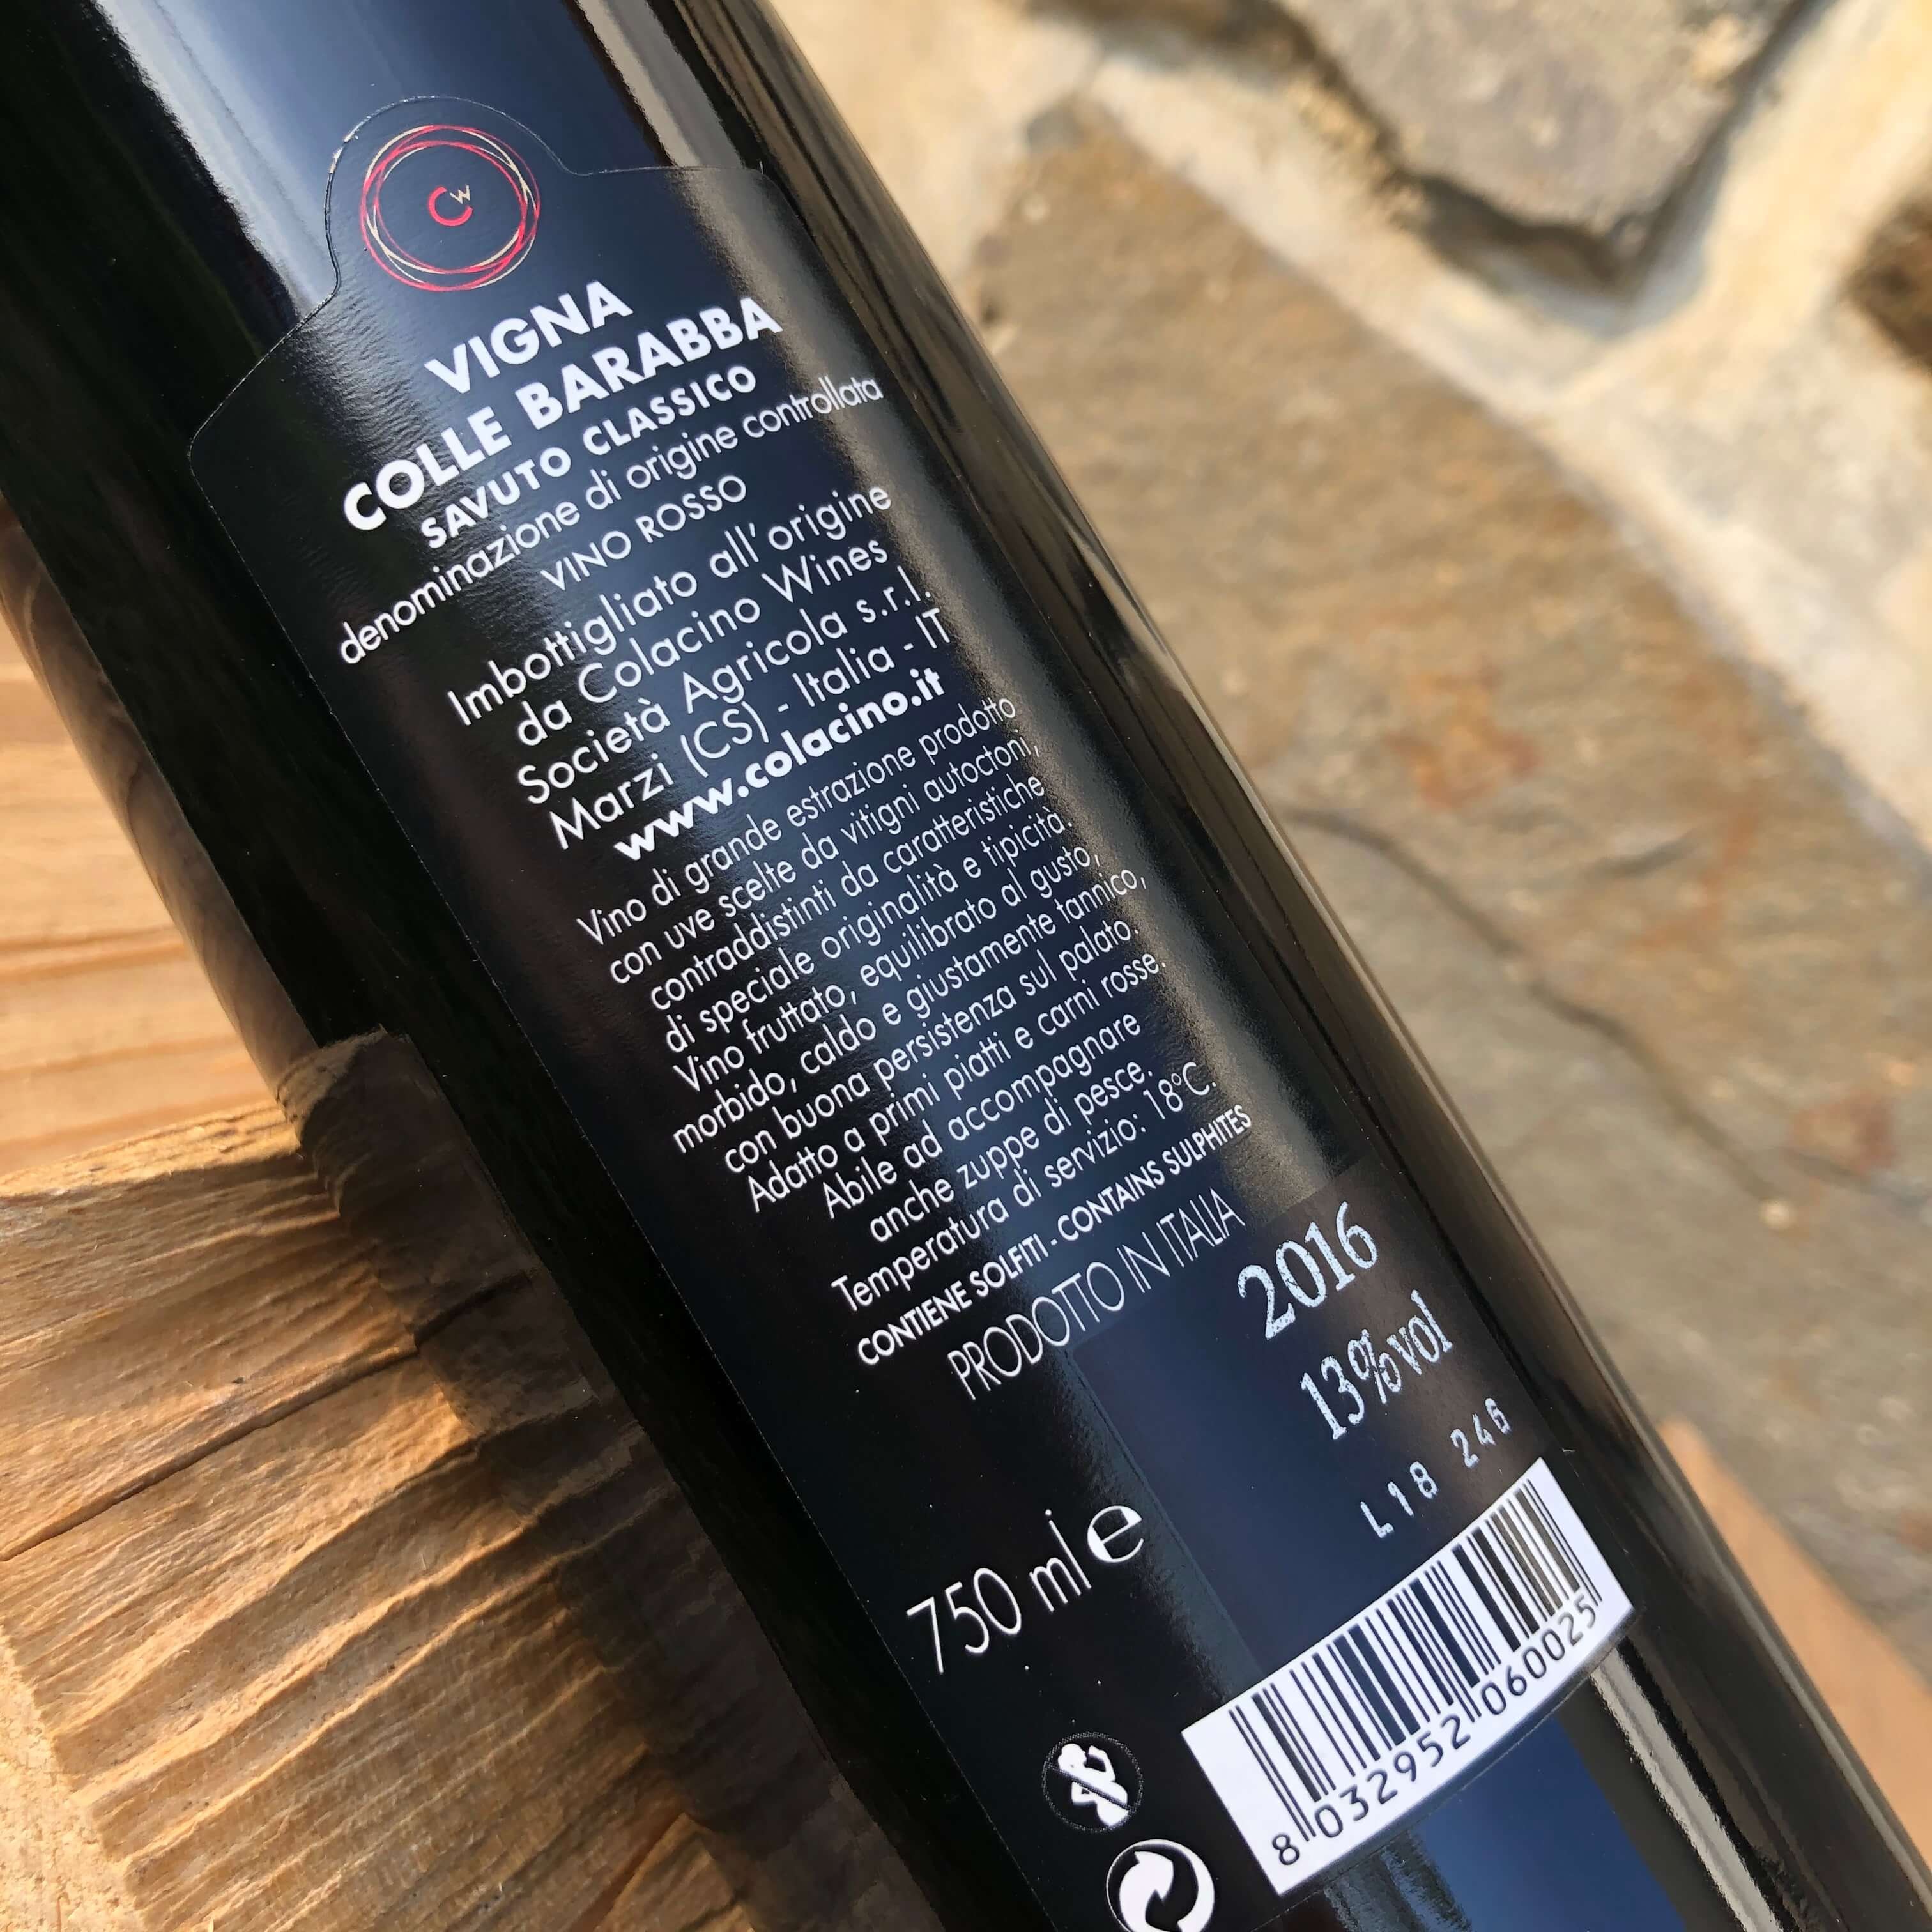 CW
VIGNA
COLLE BARABBA
SAVUTO CLASSICO
denominazione di origine controllata
VINO ROSSO
Imbottigliato all'origine
da Colacino Wines
Società Agricola s.r.l.
Marzi (CS) - Italia - IT
www.colacino.it
Vino di grande estrazione prodotto
con uve scelte da vitigni autoctoni,
contraddistinti da caratteristiche
di speciale originalità e tipicità.
Vino fruttato, equilibrato al gusto,
morbido, caldo e giustamente tannico,
con buona persistenza sul palato.
Adatto a primi piatti e carni rosse.
Abile ad accompagnare
anche zuppe di pesce.
Temperatura di servizio: 18°C.
CONTIENE SOLFITI - CONTAINS SULPHITES
PRODOTTO IN ITALIA
2016
13%vol
L18 246
750 ml e
8 032952 060025